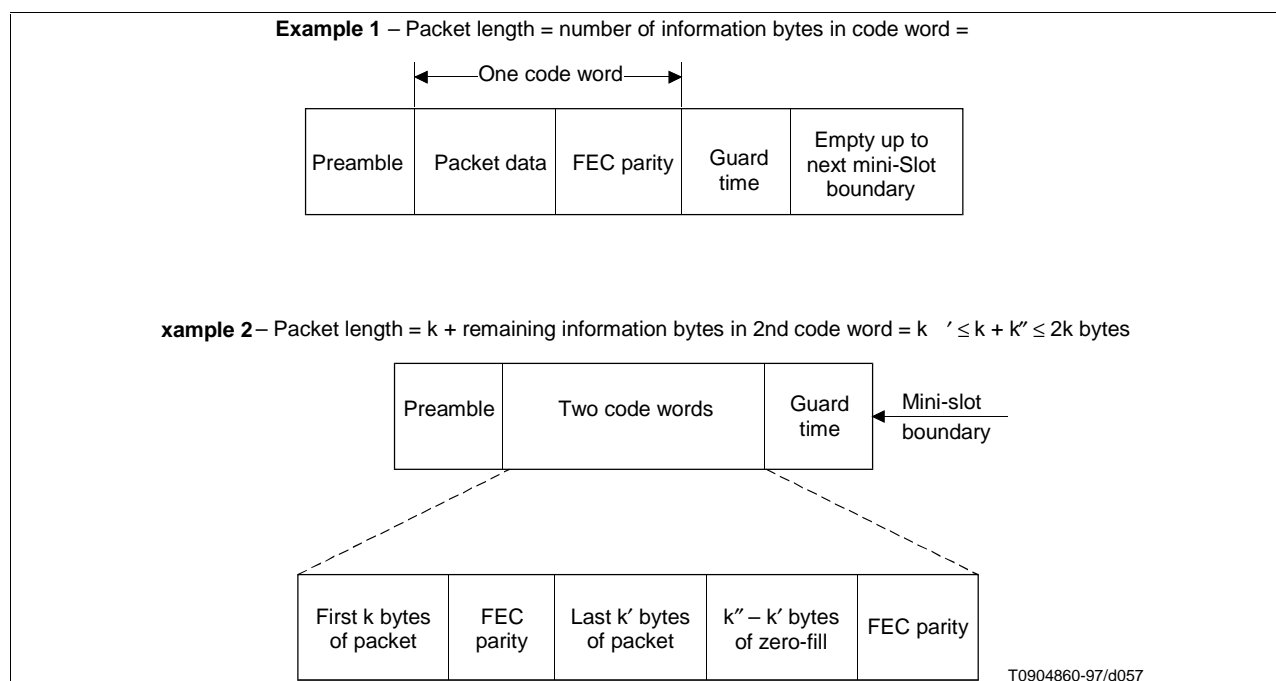 Example 1 – Packet length = number of information bytes in code word =
One code word
Preamble
Packet data
FEC parity
Guard
time
Empty up to
next mini-Slot
boundary
xample 2 – Packet length = k + remaining information bytes in 2nd code word = k ′ ≤ k + k″ ≤ 2k bytes
Preamble
Two code words
Guard
time
Mini-slot
boundary
First k bytes
of packet
FEC
parity
Last k′ bytes
of packet
k″ – k′ bytes
of zero-fill
FEC parity
T0904860-97/d057